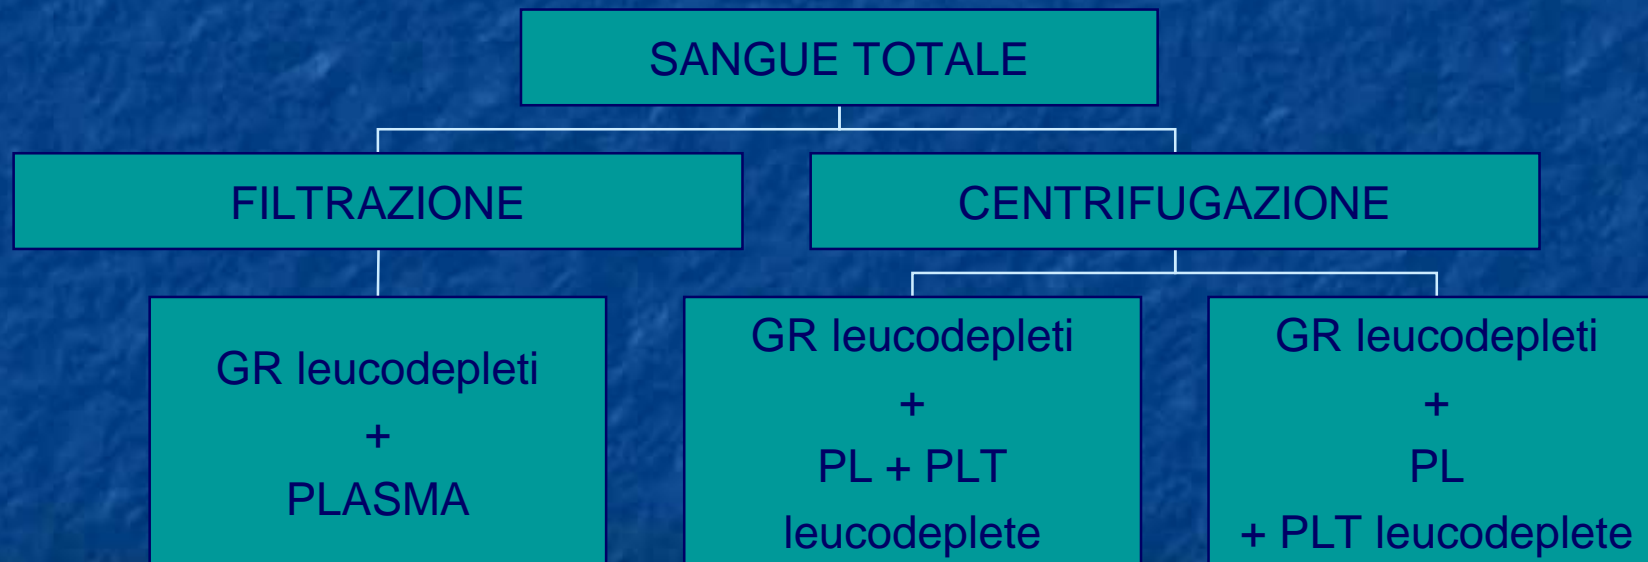 SANGUE TOTALE
FILTRAZIONE
CENTRIFUGAZIONE
GR leucodepleti
+
PLASMA
GR leucodepleti
+
PL + PLT
leucodeplete
GR leucodepleti
+
PL
+ PLT leucodeplete